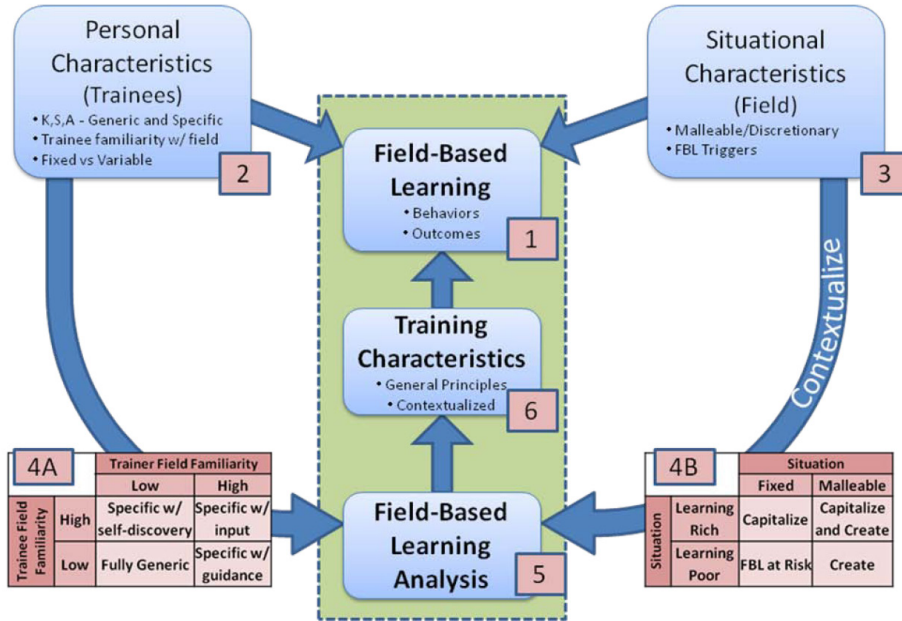 Personal
Characteristics
(Trainees)
• K,S,A - Generic and Specific
• Trainee familiarity w/ field
• Fixed vs Variable
2
Situational
Characteristics
(Field)
• Malleable/Discretionary
• FBL Triggers
3
Field-Based
Learning
• Behaviors
• Outcomes
1
Training
Characteristics
• General Principles
• Contextualized
6
Contextualize
4A
Trainer Field Familiarity
Low High
Trainee Field
Familiarity
High
Specific w/
self-discovery
Specific w/
input
Low
Fully Generic
Specific w/
guidance
Field-Based
Learning
Analysis
5
4B
Situation
Fixed Malleable
Situation
Learning
Rich
Capitalize
Capitalize
and Create
Learning
Poor
FBL at Risk
Create